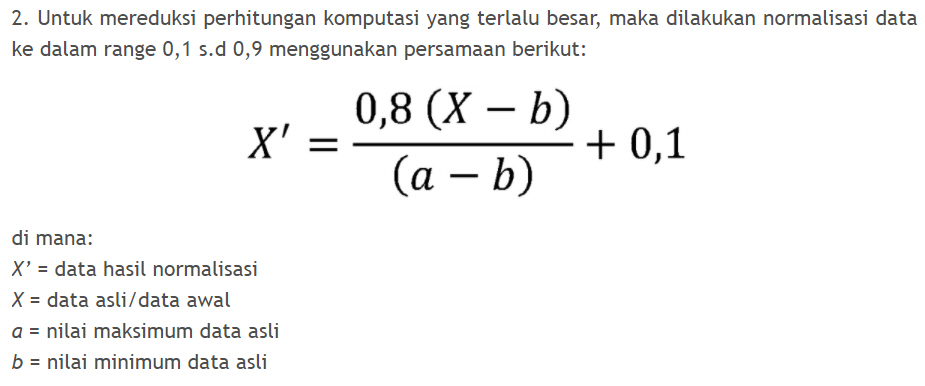 2. Untuk mereduksi perhitungan komputasi yang terlalu besar, maka dilakukan normalisasi data
ke dalam range 0,1 s.d 0,9 menggunakan persamaan berikut:
X′ = 0,8 (X − b) / (a − b) + 0,1
di mana:
X’ = data hasil normalisasi
X = data asli/data awal
a = nilai maksimum data asli
b = nilai minimum data asli